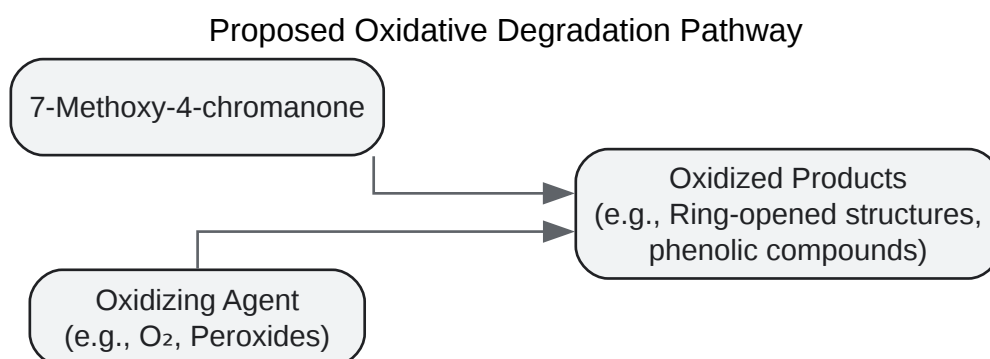 Proposed Oxidative Degradation Pathway
7-Methoxy-4-chromanone
Oxidized Products
(e.g., Ring-opened structures,
phenolic compounds)
Oxidizing Agent
(e.g., O₂, Peroxides)